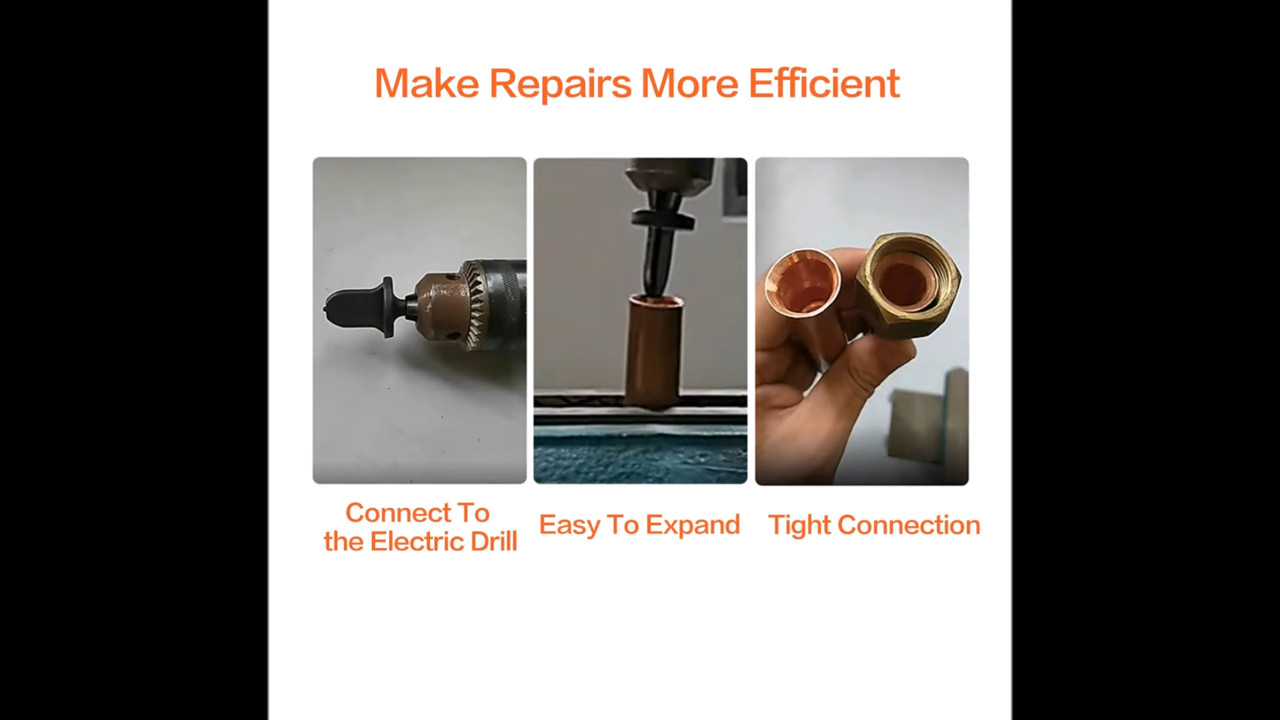 Make Repairs More Efficient
Connect To
the Electric Drill
Easy To Expand
Tight Connection